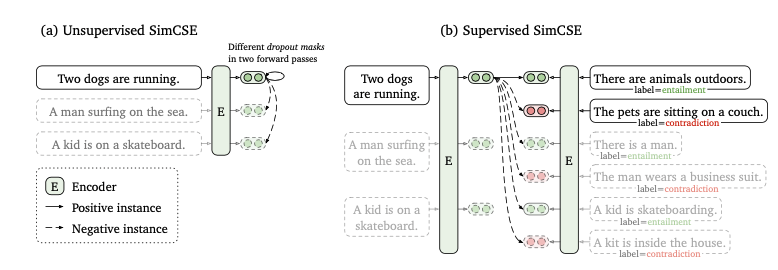 (a) Unsupervised SimCSE
Different dropout masks
in two forward passes
Two dogs are running.
A man surfing on the sea.
A kid is on a skateboard.
E
E Encoder
Positive instance
Negative instance
(b) Supervised SimCSE
Two dogs
are running.
A man surfing
on the sea.
A kid is on a
skateboard.
E
E
There are animals outdoors.
label=entailment
The pets are sitting on a couch.
label=contradiction
There is a man.
label=entailment
The man wears a business suit.
label=contradiction
A kid is skateboarding.
label=entailment
A kit is inside the house.
label=contradiction